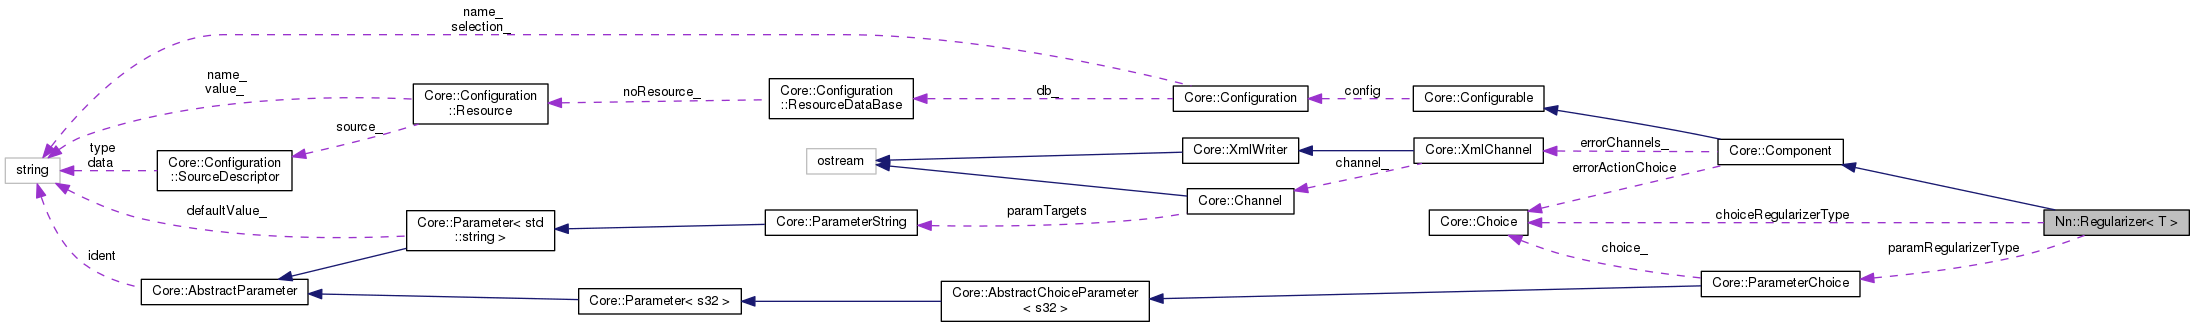 name_
selection_
name_
value_
Core::Configuration
::Resource
noResource_
Core::Configuration
::ResourceDataBase
db_
Core::Configuration
config
Core::Configurable
source_
type
data
string
Core::Configuration
::SourceDescriptor
ostream
Core::XmlWriter
Core::XmlChannel
errorChannels_
Core::Component
channel_
errorActionChoice
Core::Channel
defaultValue_
Core::Parameter< std
::string >
Core::ParameterString
paramTargets
Core::Choice
choiceRegularizerType
Nn::Regularizer< T >
ident
choice_
paramRegularizerType
Core::AbstractParameter
Core::Parameter< s32 >
Core::AbstractChoiceParameter
< s32 >
Core::ParameterChoice